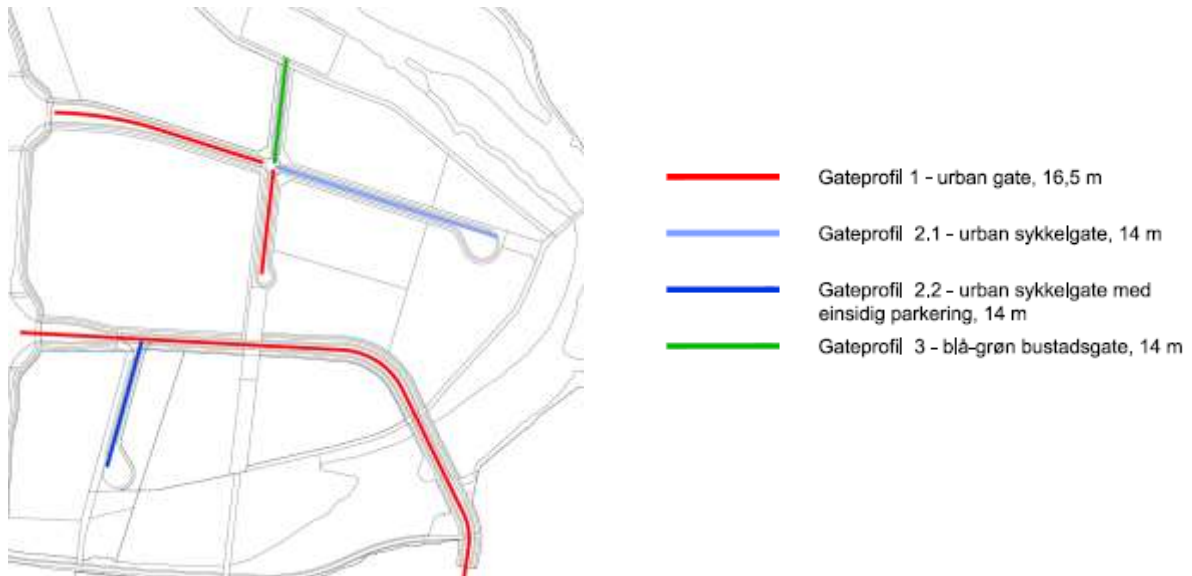 Gateprofil 1 - urban gate, 16,5 m
Gateprofil 2.1 - urban sykkelgate, 14 m
Gateprofil 2.2 - urban sykkelgate med
einsidig parkering, 14 m
Gateprofil 3 - blå-grøn bustadsgate, 14 m